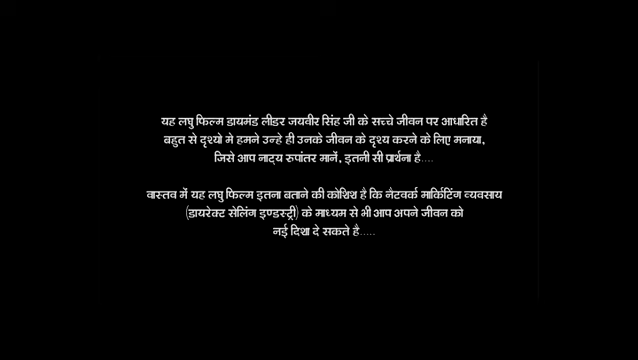 यह लघु फिल्म डायमंड लीडर जयवीर सिंह जी के सच्चे जीवन पर आधारित है
बहुत से दृश्यो मे हमने उन्हे ही उनके जीवन के दृश्य करने के लिए मनाया,
जिसे आप नाट्य रुपांतर मानें, इतनी सी प्रार्थना है....
वास्तव में यह लघु फिल्म इतना बताने की कोशिश है कि नैटवर्क मार्किटिंग व्यवसाय
(डायरेक्ट सेलिंग इण्डस्ट्री) के माध्यम से भी आप अपने जीवन को
नई दिशा दे सकते है.....